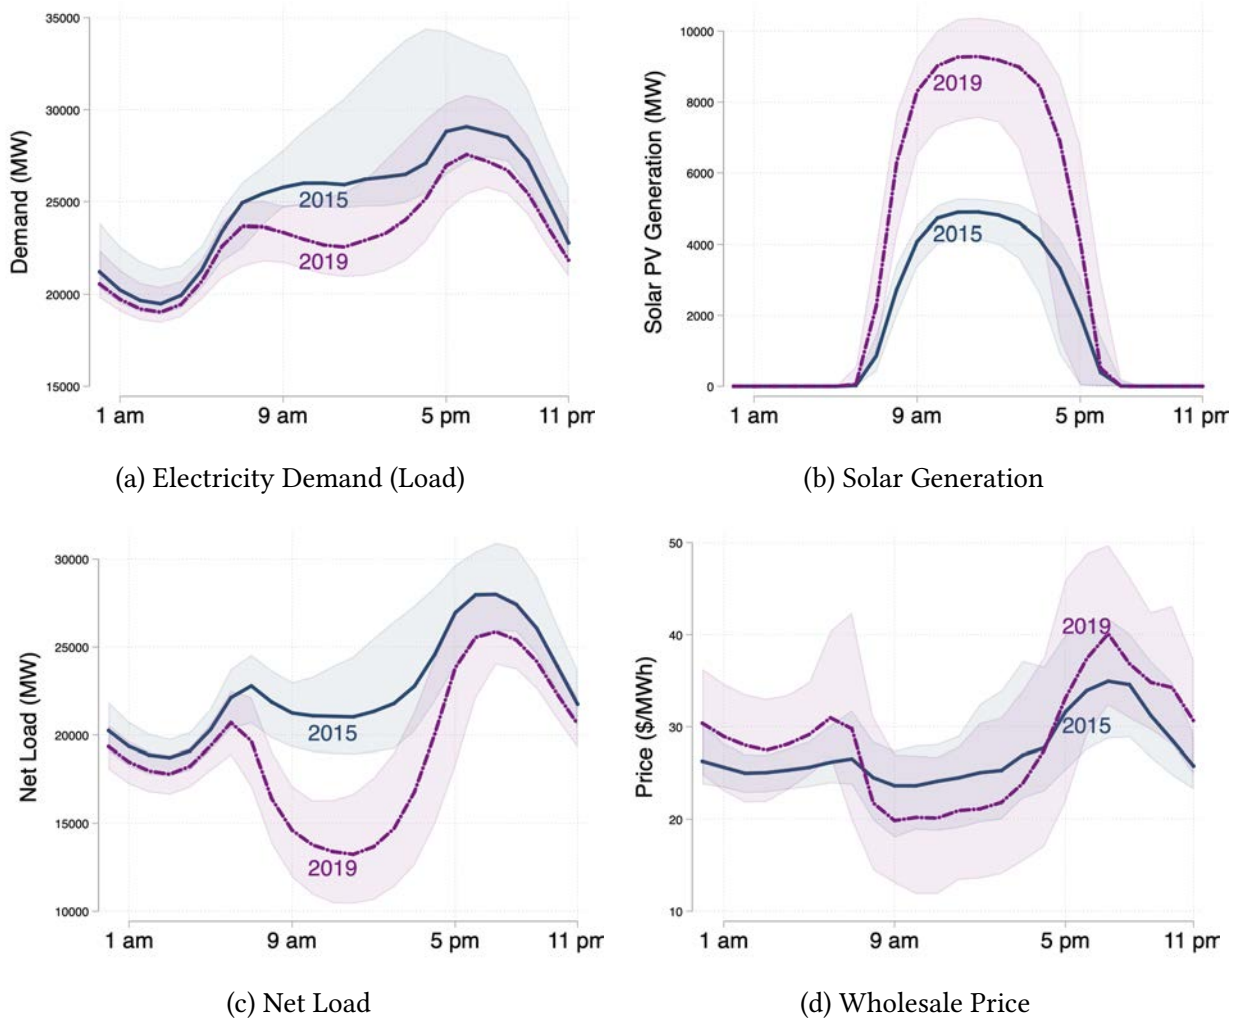 35000
30000
25000
20000
15000
Demand (MW)
2015
2019
1 am
9 am
5 pm
11 pm
(a) Electricity Demand (Load)
10000
8000
6000
4000
2000
0
Solar PV Generation (MW)
2019
2015
9 am
5 pm
1 am
11 pm
(b) Solar Generation
30000
25000
20000
15000
10000
Net Load (MW)
2015
2019
1 am
9 am
5 pm
11 pm
(c) Net Load
50
40
30
20
10
Price ($/MWh)
2019
2015
1 am
9 am
5 pm
11 pm
(d) Wholesale Price